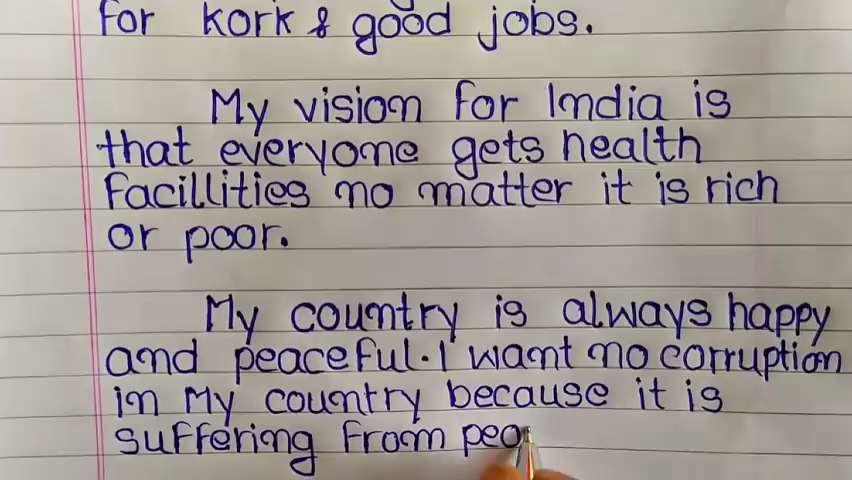 for kork & good jobs.
My vision for India is
that everyone gets health
facillities no matter it is rich
or poor.
My country is always happy
and peaceful. I want no corruption
in my country because it is
suffering from peo